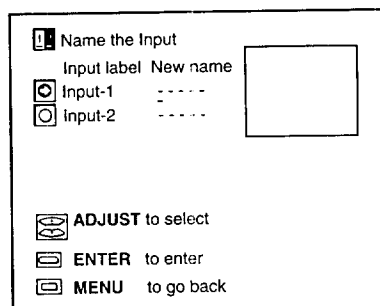 Name the Input
Input label New name
Input-1 -----
Input-2 -----
ADJUST to select
ENTER to enter
MENU to go back